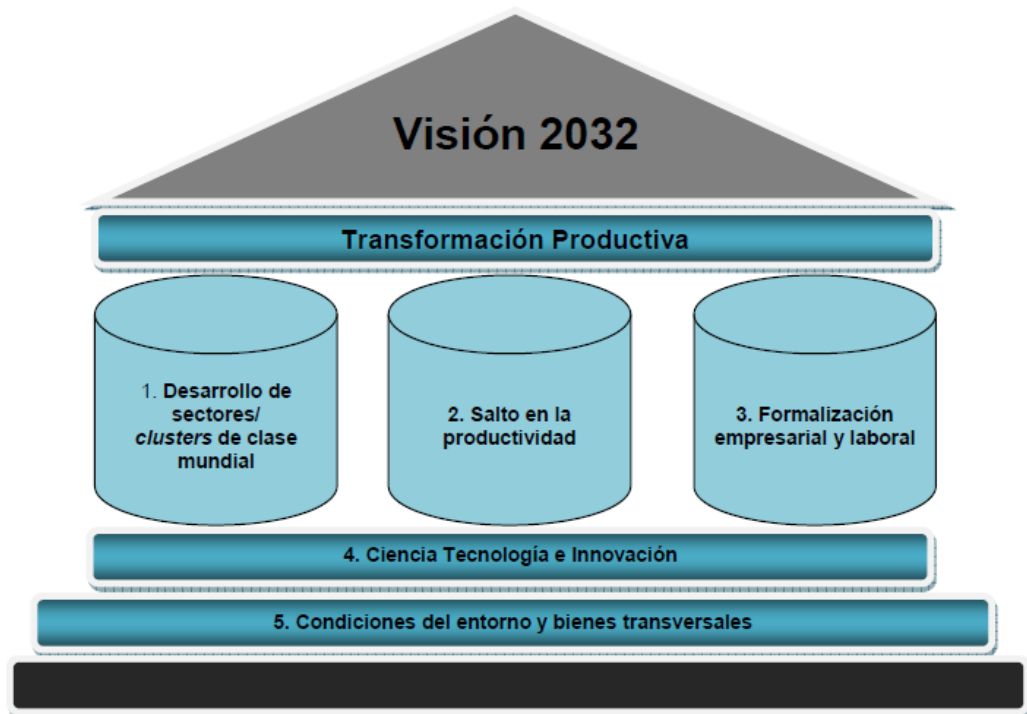 Visión 2032
Transformación Productiva
1. Desarrollo de
sectores/
clusters de clase
mundial
2. Salto en la
productividad
3. Formalización
empresarial y laboral
4. Ciencia Tecnología e Innovación
5. Condiciones del entorno y bienes transversales